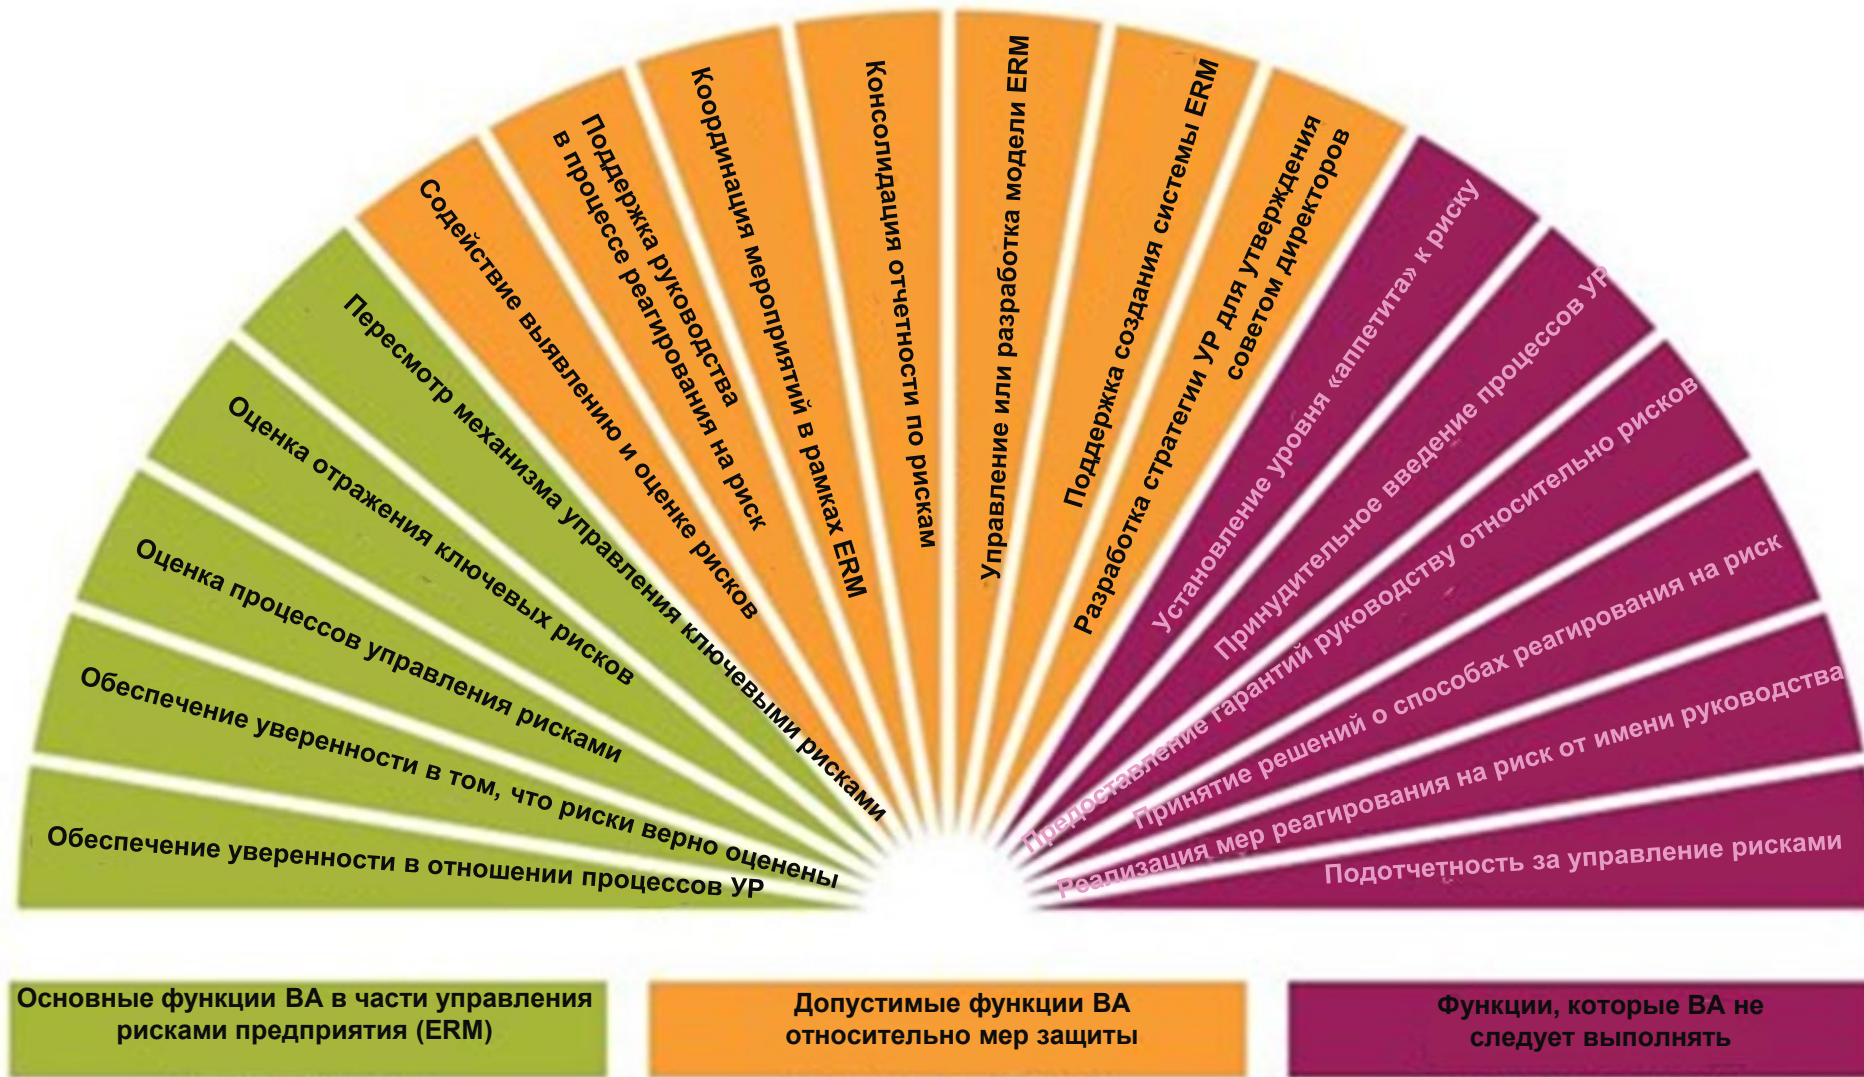 Обеспечение уверенности в отношении процессов УР
Обеспечение уверенности в том, что риски верно оценены
Оценка процессов управления рисками
Оценка отражения ключевых рисков
Пересмотр механизма управления ключевыми рисками
Содействие выявлению и оценке рисков
Поддержка руководства
в процессе реагирования на риск
Координация мероприятий в рамках ERM
Консолидация отчетности по рискам
Управление или разработка модели ERM
Поддержка создания системы ERM
Разработка стратегии УР для утверждения
советом директоров
Установление уровня «аппетита» к риску
Принудительное введение процессов УР
Предоставление гарантий руководству относительно рисков
Принятие решений о способах реагирования на риск
Реализация мер реагирования на риск от имени руководства
Подотчетность за управление рисками
Основные функции ВА в части управления
рисками предприятия (ERM)
Допустимые функции ВА
относительно мер защиты
Функции, которые ВА не
следует выполнять